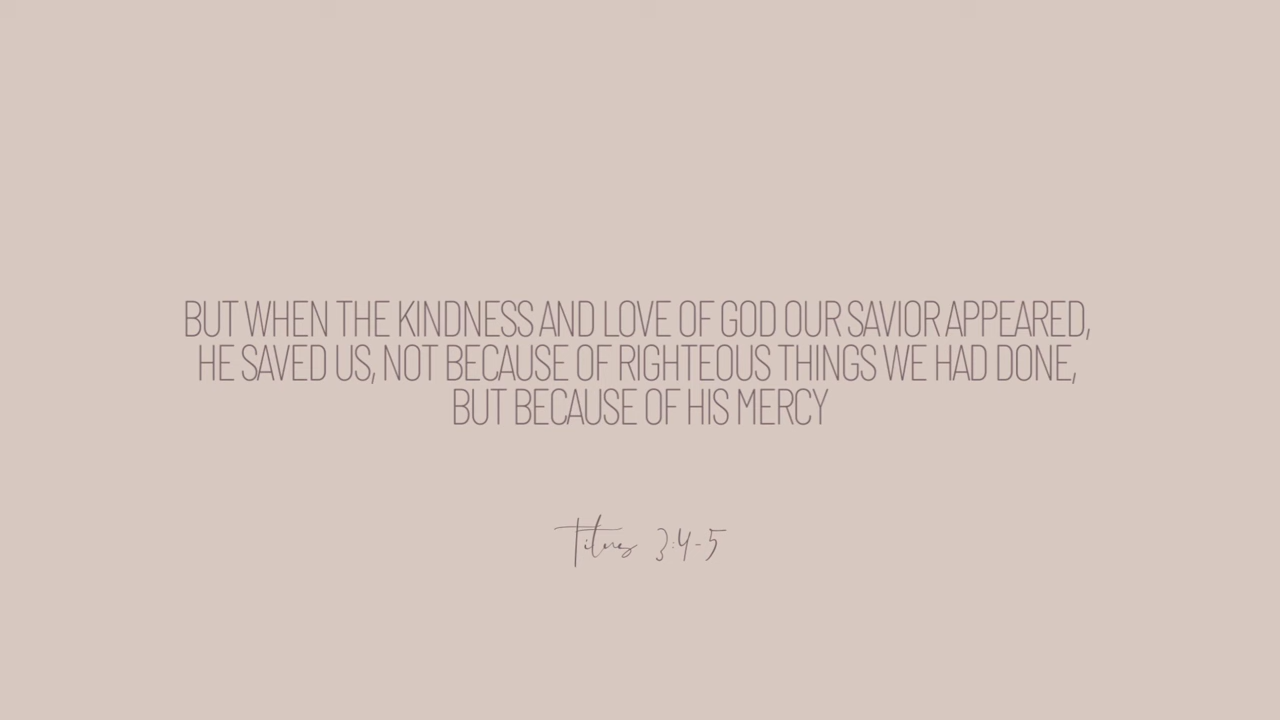 BUT WHEN THE KINDNESS AND LOVE OF GOD OUR SAVIOR APPEARED,
HE SAVED US, NOT BECAUSE OF RIGHTEOUS THINGS WE HAD DONE,
BUT BECAUSE OF HIS MERCY
Titus 3:4-5